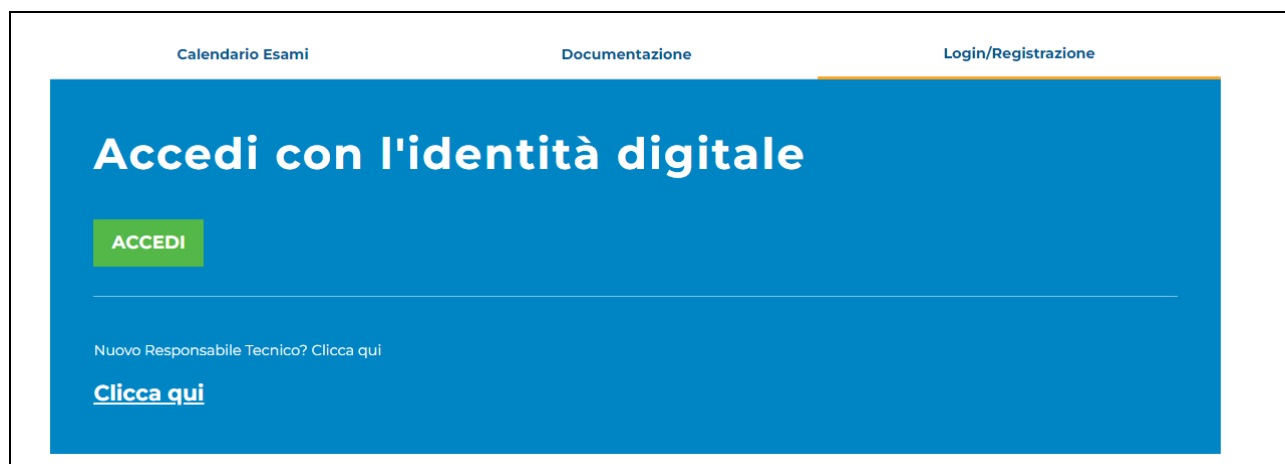 Calendario Esami
Documentazione
Login/Registrazione
Accedi con l'identità digitale
ACCEDI
Nuovo Responsabile Tecnico? Clicca qui
Clicca qui